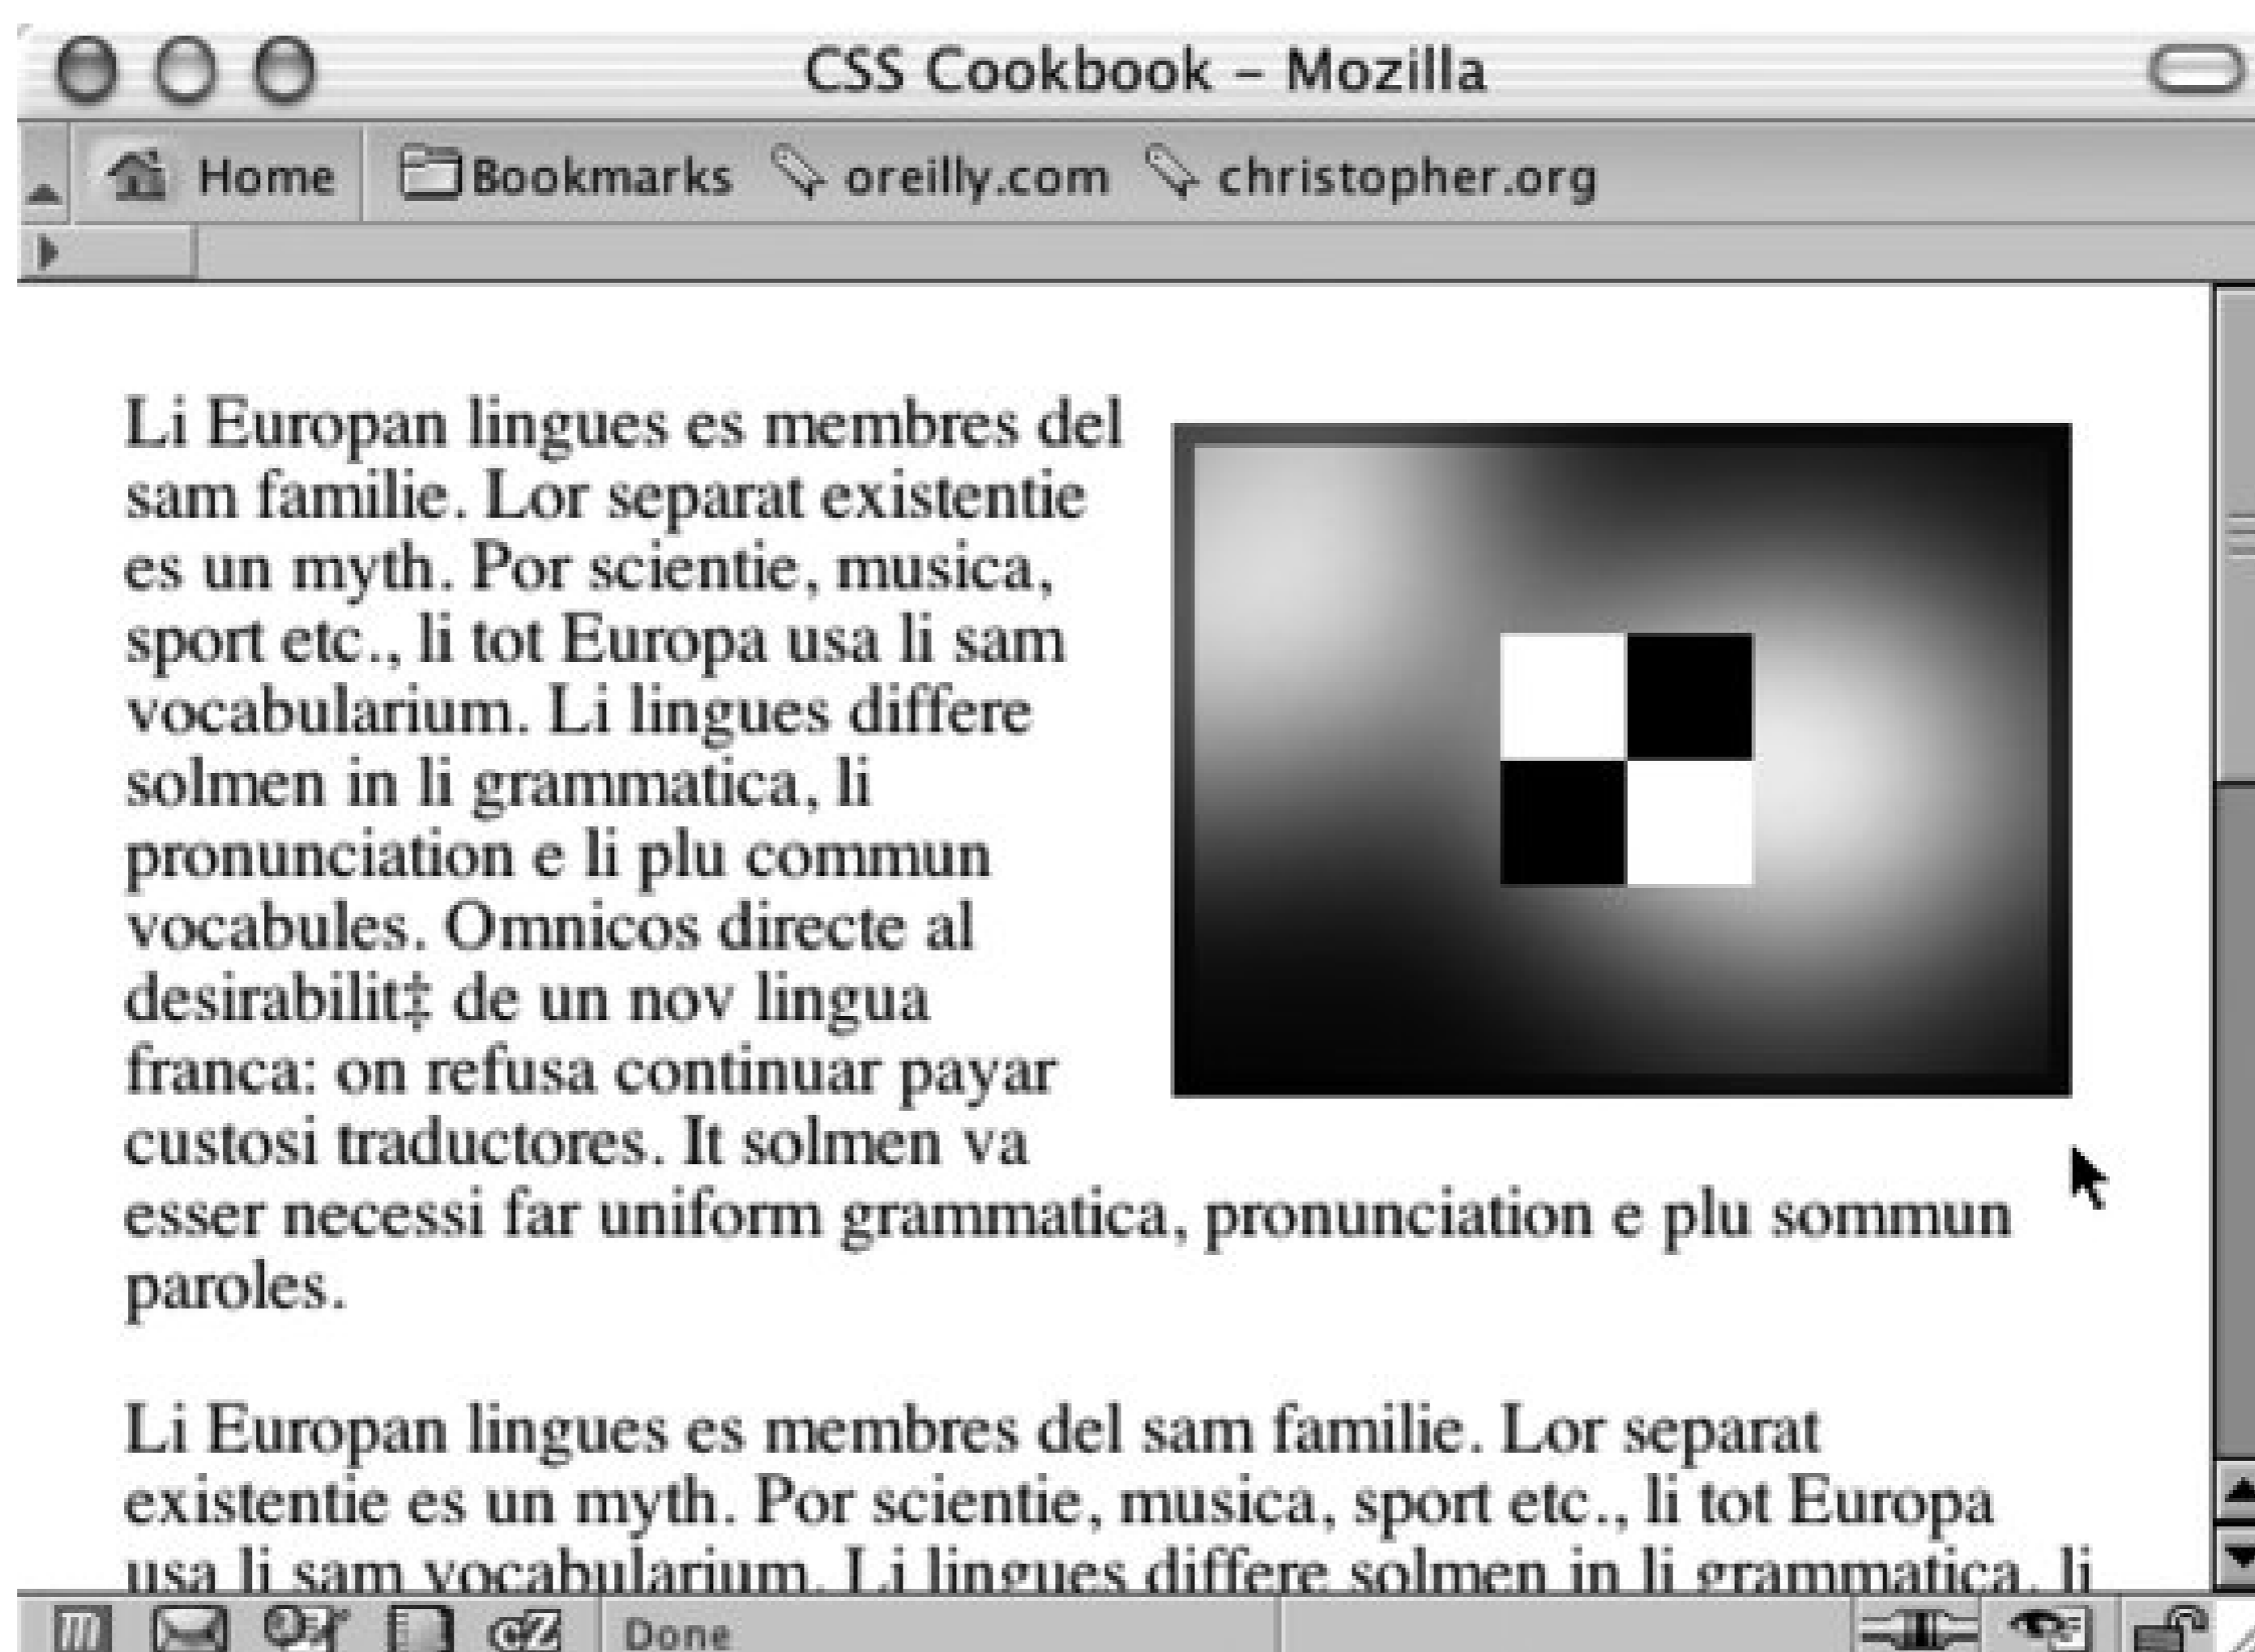 CSS Cookbook – Mozilla
Home Bookmarks oreilly.com christopher.org
Li Europan lingues es membres del
sam familie. Lor separat existentie
es un myth. Por scientie, musica,
sport etc., li tot Europa usa li sam
vocabularium. Li lingues differe
solmen in li grammatica, li
pronunciation e li plu commun
vocabules. Omnicos directe al
desirabilit‡ de un nov lingua
franca: on refusa continuar payar
custosi traductores. It solmen va
esser necessi far uniform grammatica, pronunciation e plu sommun
paroles.
Li Europan lingues es membres del sam familie. Lor separat
existentie es un myth. Por scientie, musica, sport etc., li tot Europa
usa li sam vocabularium. Li lingues differe solmen in li grammatica, li
m cZ Done